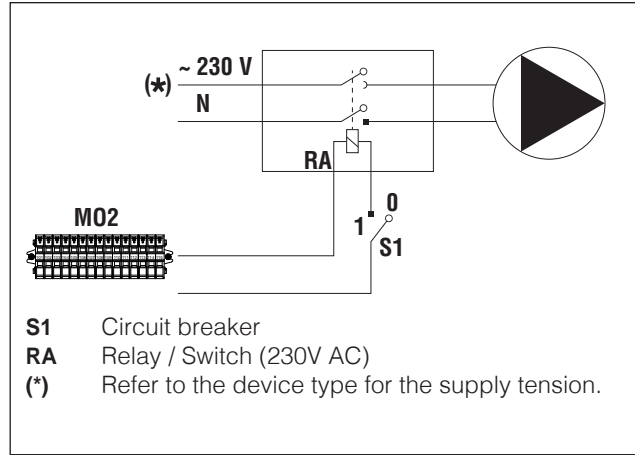 ~ 230 V
(*)
N
RA
MO2
0
1
S1
S1 Circuit breaker
RA Relay / Switch (230V AC)
(*) Refer to the device type for the supply tension.